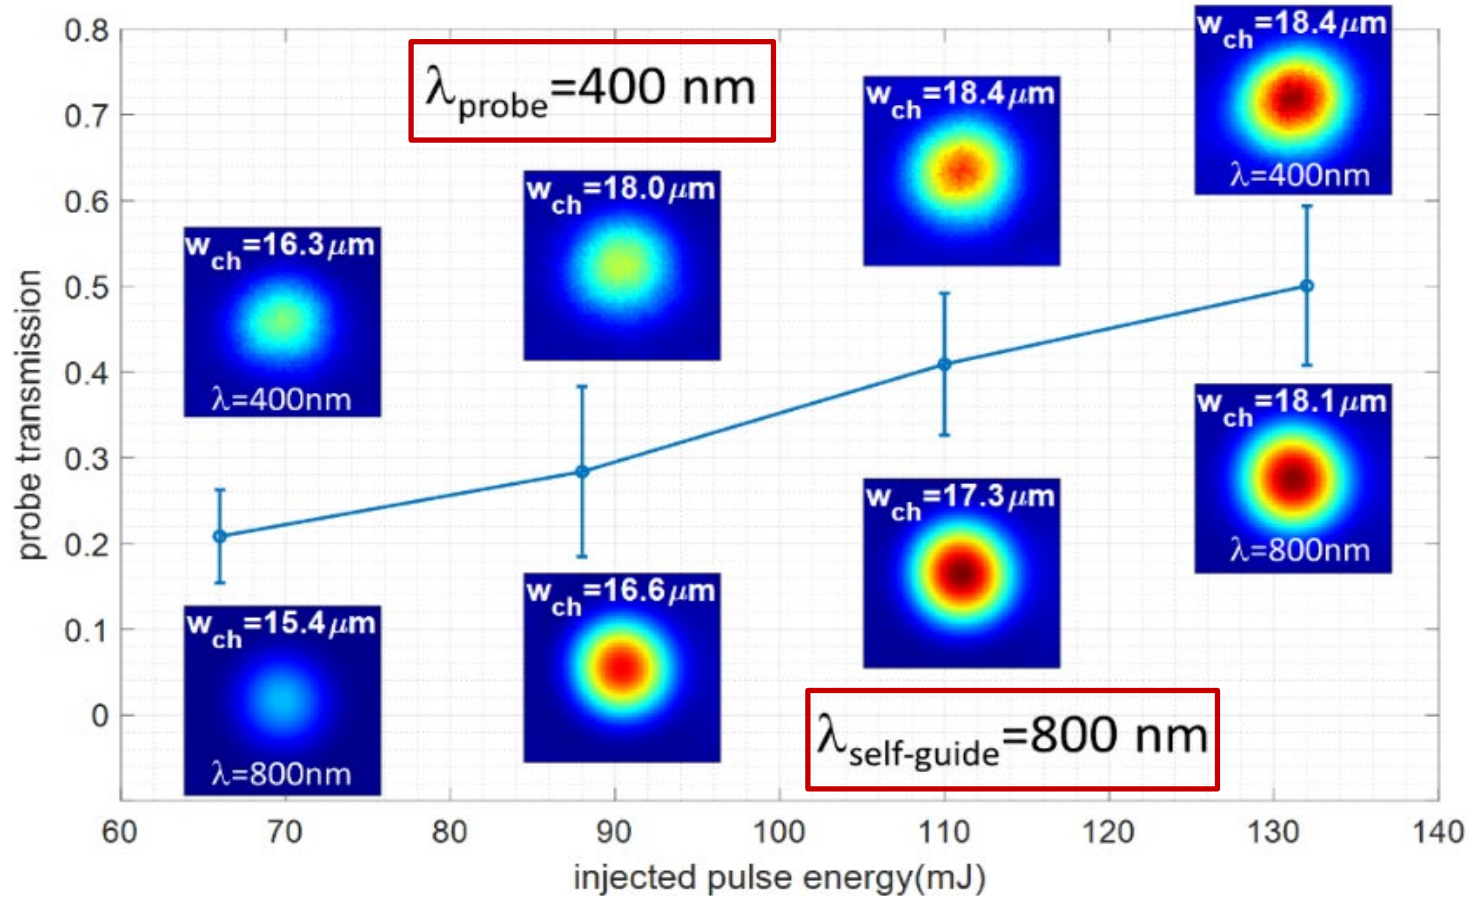 λprobe=400 nm
wch=18.4μm
λ=400nm
wch=18.4μm
wch=18.0μm
wch=16.3μm
λ=400nm
wch=18.1μm
λ=800nm
wch=17.3μm
wch=16.6μm
wch=15.4μm
λ=800nm
λself-guide=800 nm
probe transmission
0.8
0.7
0.6
0.5
0.4
0.3
0.2
0.1
0
60 70 80 90 100 110 120 130 140
injected pulse energy(mJ)